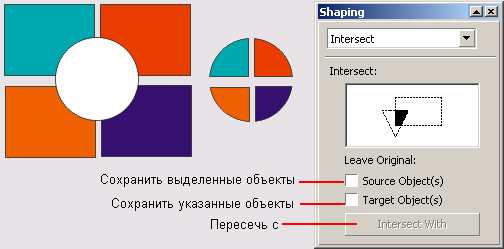 Shaping
Intersect
Intersect:
Leave Original:
Сохранить выделенные объекты
Source Object(s)
Сохранить указанные объекты
Target Object(s)
Пересечь с
Intersect With